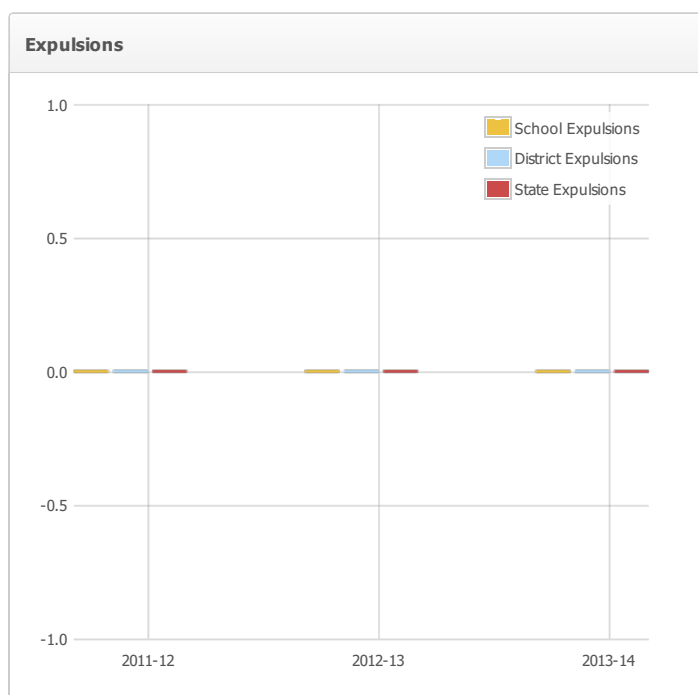 Expulsions
1.0
School Expulsions
District Expulsions
State Expulsions
0.5
0.0
-0.5
-1.0
2011-12 2012-13 2013-14